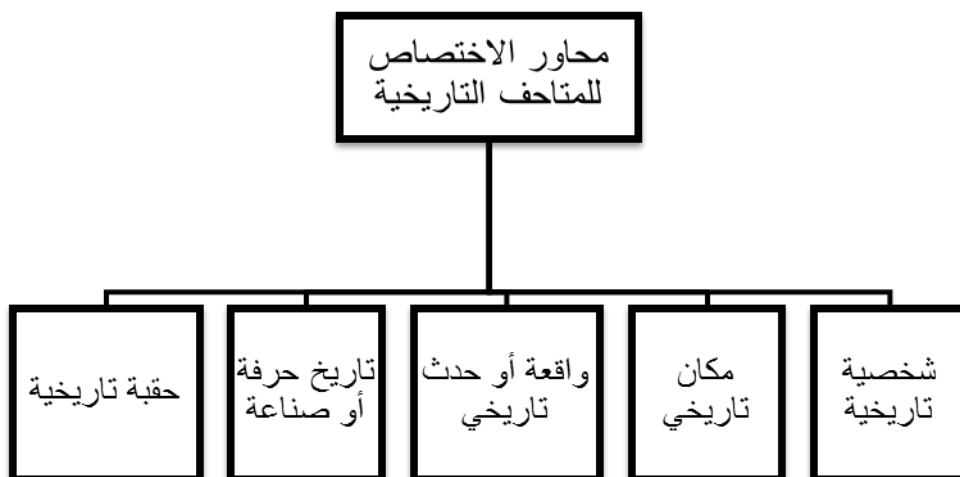 محاور الاختصاص
للمتاحف التاريخية
شخصية
تاريخية
مكان
تاريخي
واقعة أو حدث
تاريخي
تاريخ حرفة
أو صناعة
حقبة تاريخية